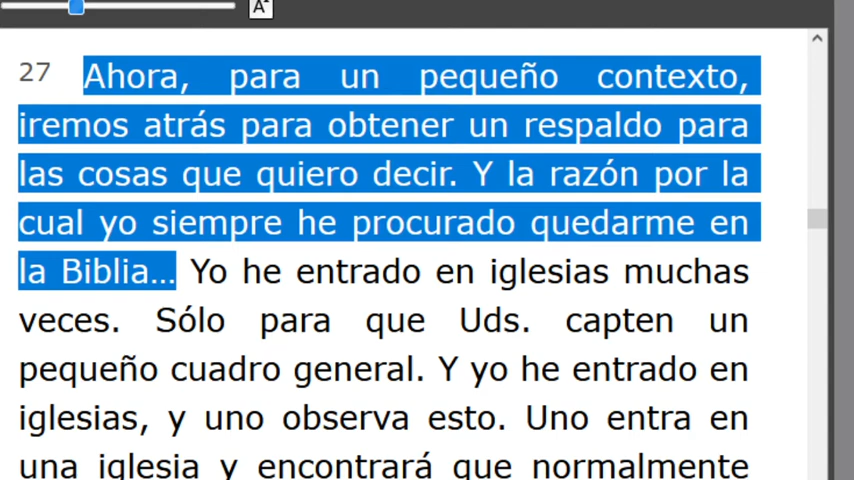 A
27 Ahora, para un pequeño contexto,
iremos atrás para obtener un respaldo para
las cosas que quiero decir. Y la razón por la
cual yo siempre he procurado quedarme en
la Biblia... Yo he entrado en iglesias muchas
veces. Sólo para que Uds. capten un
pequeño cuadro general. Y yo he entrado en
iglesias, y uno observa esto. Uno entra en
una iglesia y encontrará que normalmente